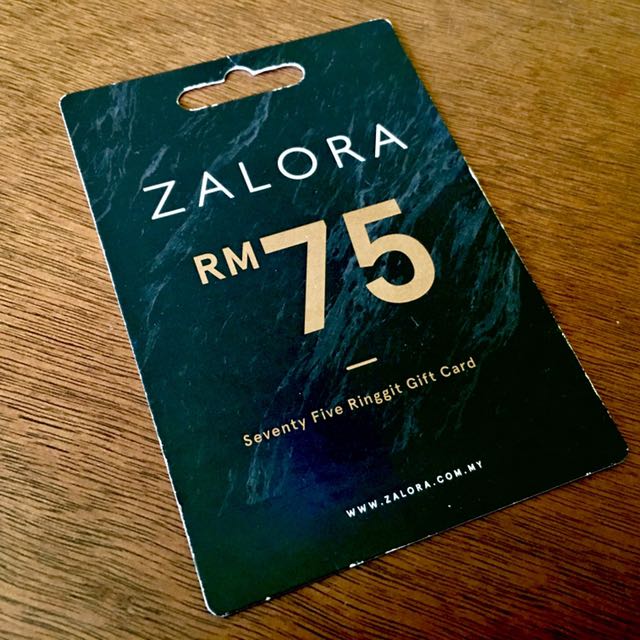 ZALORA
RM75
Seventy Five Ringgit Gift Card
WWW.ZALORA.COM.MY